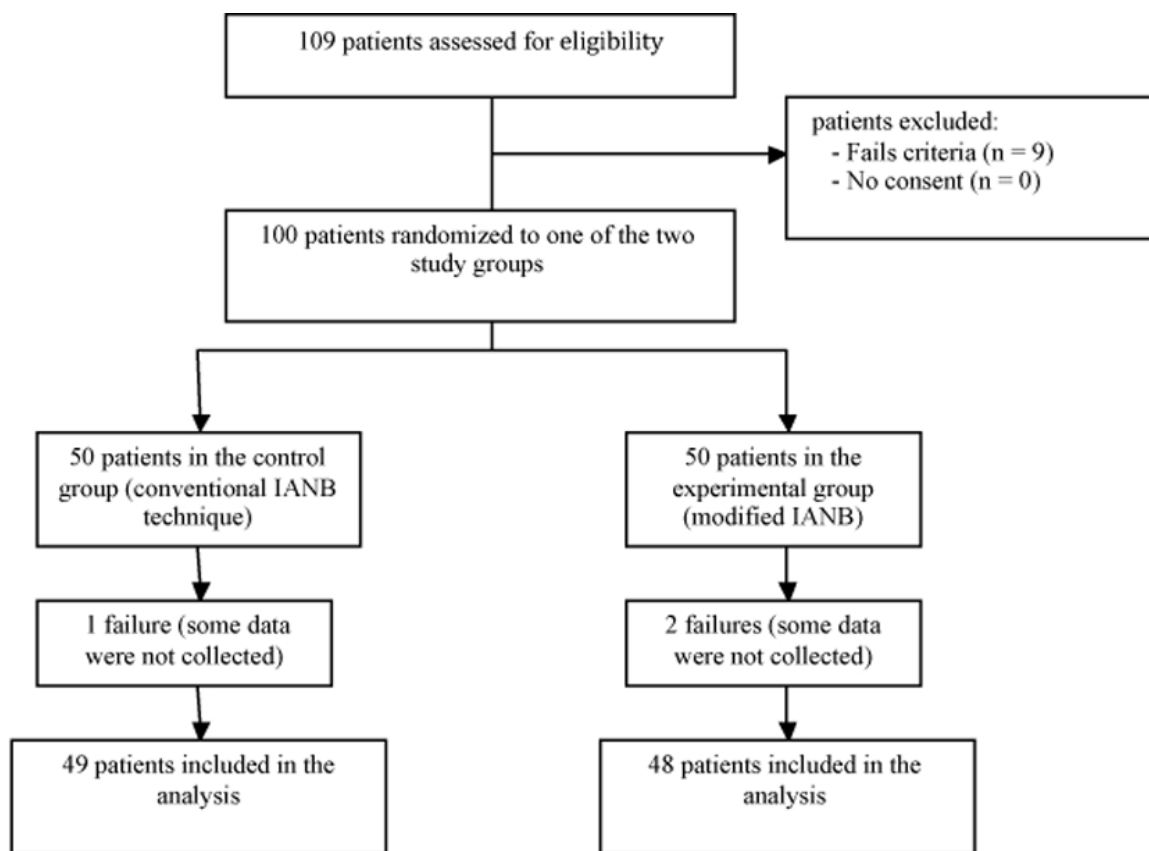 109 patients assessed for eligibility
patients excluded:
- Fails criteria (n = 9)
- No consent (n = 0)
100 patients randomized to one of the two
study groups
50 patients in the control
group (conventional IANB
technique)
50 patients in the
experimental group
(modified IANB)
1 failure (some data
were not collected)
2 failures (some data
were not collected)
49 patients included in the
analysis
48 patients included in the
analysis